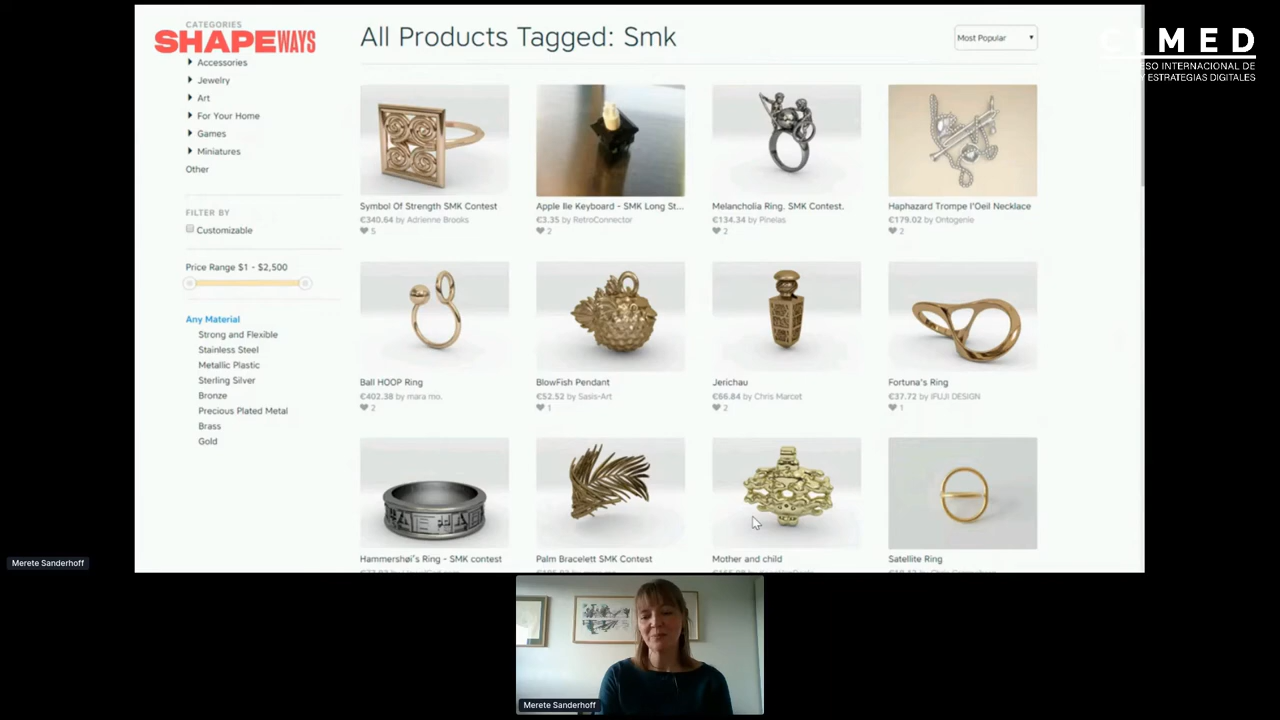 CATEGORIES
SHAPEWAYS
Accessories
Jewelry
Art
For Your Home
Games
Miniatures
Other
FILTER BY
Customizable
Price Range $1 - $2,500
Any Material
Strong and Flexible
Stainless Steel
Metallic Plastic
Sterling Silver
Bronze
Precious Plated Metal
Brass
Gold
All Products Tagged: Smk
Most Popular
Symbol Of Strength SMK Contest
€340.64 by Adrienne Brooks
5
Apple IIe Keyboard - SMK Long St...
€3.35 by RetroConnector
2
Melancholia Ring. SMK Contest.
€134.34 by Pinelas
2
Haphazard Trompe l'Oeil Necklace
€179.02 by Ontogenie
2
Ball HOOP Ring
€402.38 by mara mo.
2
BlowFish Pendant
€52.52 by Sasis-Art
1
Jerichau
€66.84 by Chris Marcet
2
Fortuna's Ring
€37.72 by iFUJI DESIGN
1
Hammershøi's Ring - SMK contest
Palm Bracelett SMK Contest
Mother and child
Satellite Ring
MED
SO INTERNACIONAL DE
Y ESTRATEGIAS DIGITALES
Merete Sanderhoff
Merete Sanderhoff